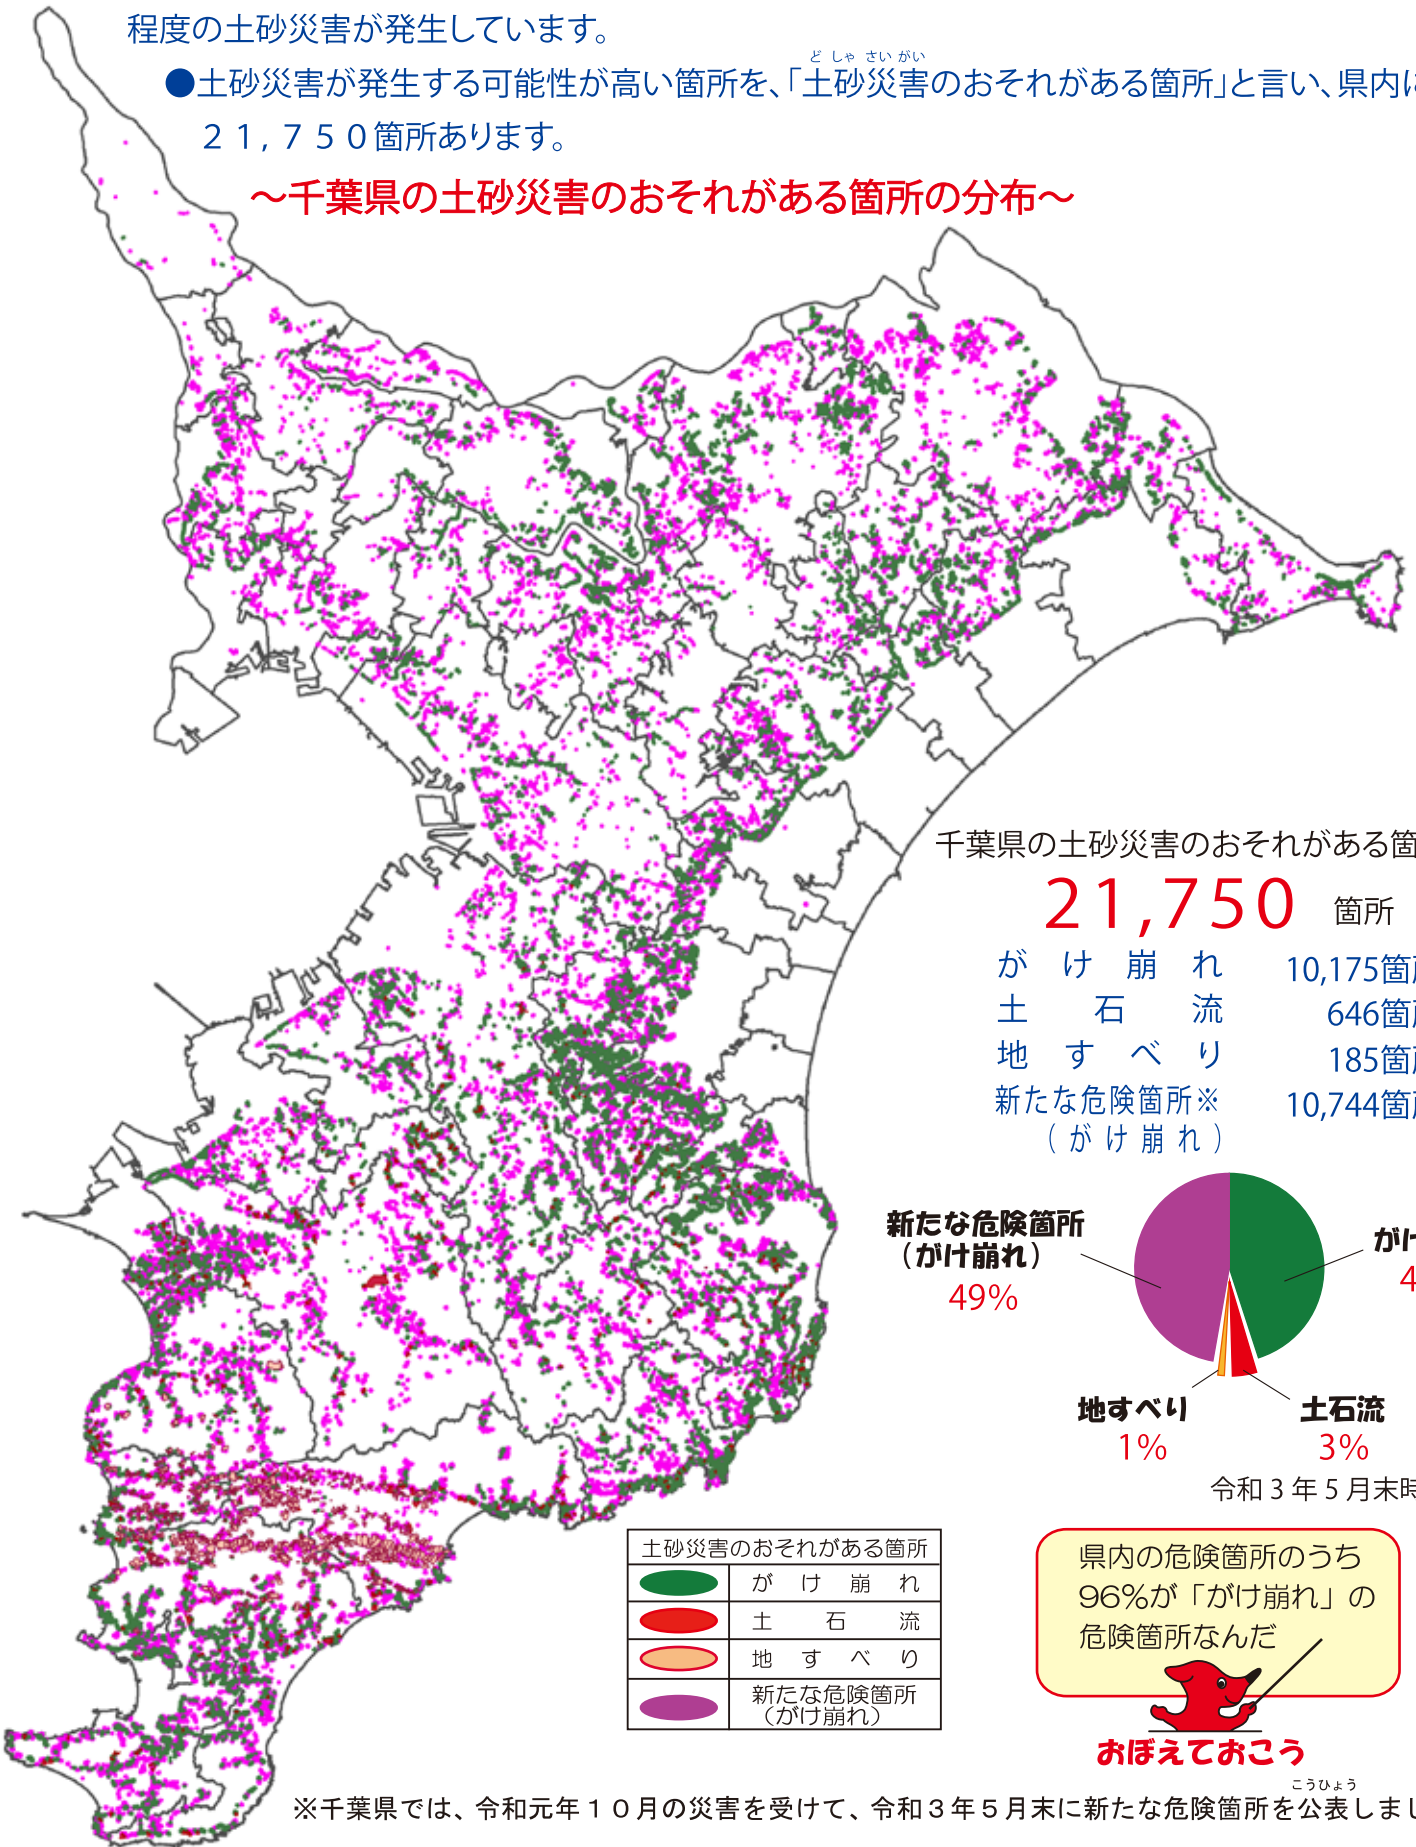 程度の土砂災害が発生しています。
ど しゃ さい がい
●土砂災害が発生する可能性が高い箇所を、「土砂災害のおそれがある箇所」と言い、県内に
２１,７５０箇所あります。
～千葉県の土砂災害のおそれがある箇所の分布～
千葉県の土砂災害のおそれがある箇
21,750 箇所
がけ崩れ 10,175箇所
土石流 646箇所
地すべり 185箇所
新たな危険箇所※ 10,744箇所
（がけ崩れ）
新たな危険箇所
（がけ崩れ）
49%
がけ
4
地すべり
1%
土石流
3%
令和３年５月末時
土砂災害のおそれがある箇所
がけ崩れ
土石流
地すべり
新たな危険箇所
（がけ崩れ）
県内の危険箇所のうち
96%が「がけ崩れ」の
危険箇所なんだ
おぼえておこう
こうひょう
※千葉県では、令和元年１０月の災害を受けて、令和３年５月末に新たな危険箇所を公表しまし